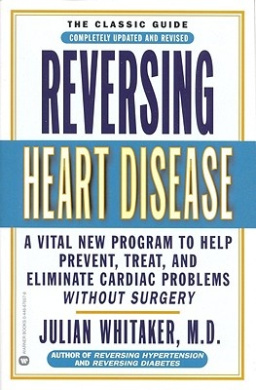 THE CLASSIC GUIDE
COMPLETELY UPDATED AND REVISED
REVERSING
HEART DISEASE
A VITAL NEW PROGRAM TO HELP
PREVENT, TREAT, AND
ELIMINATE CARDIAC PROBLEMS
WITHOUT SURGERY
JULIAN WHITAKER, M.D.
AUTHOR OF REVERSING HYPERTENSION
AND REVERSING DIABETES